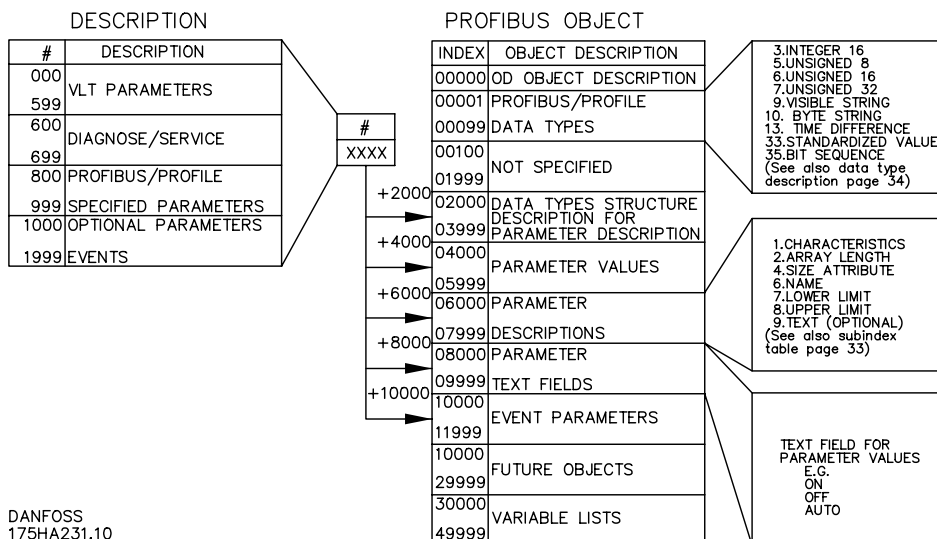 DESCRIPTION
# DESCRIPTION
000
VLT PARAMETERS
599
600
DIAGNOSE/SERVICE
699
800 PROFIBUS/PROFILE
999 SPECIFIED PARAMETERS
1000 OPTIONAL PARAMETERS
1999 EVENTS
#
XXXX
+2000
+4000
+6000
+8000
+10000
PROFIBUS OBJECT
INDEX OBJECT DESCRIPTION
00000 OD OBJECT DESCRIPTION
00001 PROFIBUS/PROFILE
00099 DATA TYPES
00100
NOT SPECIFIED
01999
02000 DATA TYPES STRUCTURE
DESCRIPTION FOR
03999 PARAMETER DESCRIPTION
04000
PARAMETER VALUES
05999
06000 PARAMETER
07999 DESCRIPTIONS
08000 PARAMETER
09999 TEXT FIELDS
10000
EVENT PARAMETERS
11999
10000
FUTURE OBJECTS
29999
30000
VARIABLE LISTS
49999
3.INTEGER 16
5.UNSIGNED 8
6.UNSIGNED 16
7.UNSIGNED 32
9.VISIBLE STRING
10. BYTE STRING
13. TIME DIFFERENCE
33.STANDARDIZED VALUE
35.BIT SEQUENCE
(See also data type
description page 34)
1.CHARACTERISTICS
2.ARRAY LENGTH
4.SIZE ATTRIBUTE
6.NAME
7.LOWER LIMIT
8.UPPER LIMIT
9.TEXT (OPTIONAL)
(See also subindex
table page 33)
TEXT FIELD FOR
PARAMETER VALUES
E.G.
ON
OFF
AUTO
DANFOSS
175HA231.10